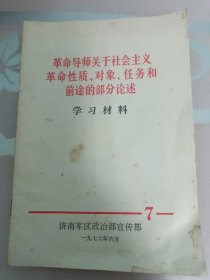 革命导师关于社会主义
革命性质、对象、任务和
前途的部分论述
学习材料
7
济南军区政治部宣传部
一九七六年六月